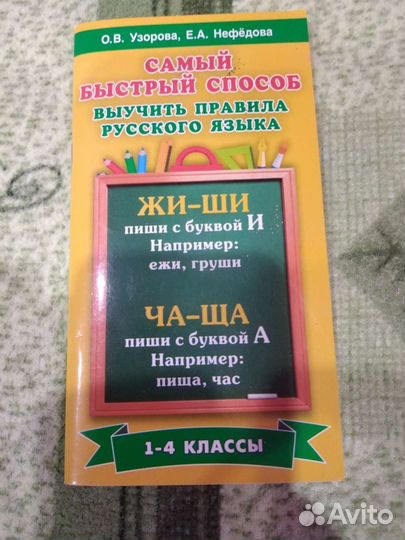 О.В. Узорова, Е.А. Нефёдова
САМЫЙ
БЫСТРЫЙ СПОСОБ
ВЫУЧИТЬ ПРАВИЛА
РУССКОГО ЯЗЫКА
ЖИ–ШИ
пиши с буквой И
Например:
ежи, груши
ЧА–ЩА
пиши с буквой А
Например:
пища, час
1-4 КЛАССЫ
Avito